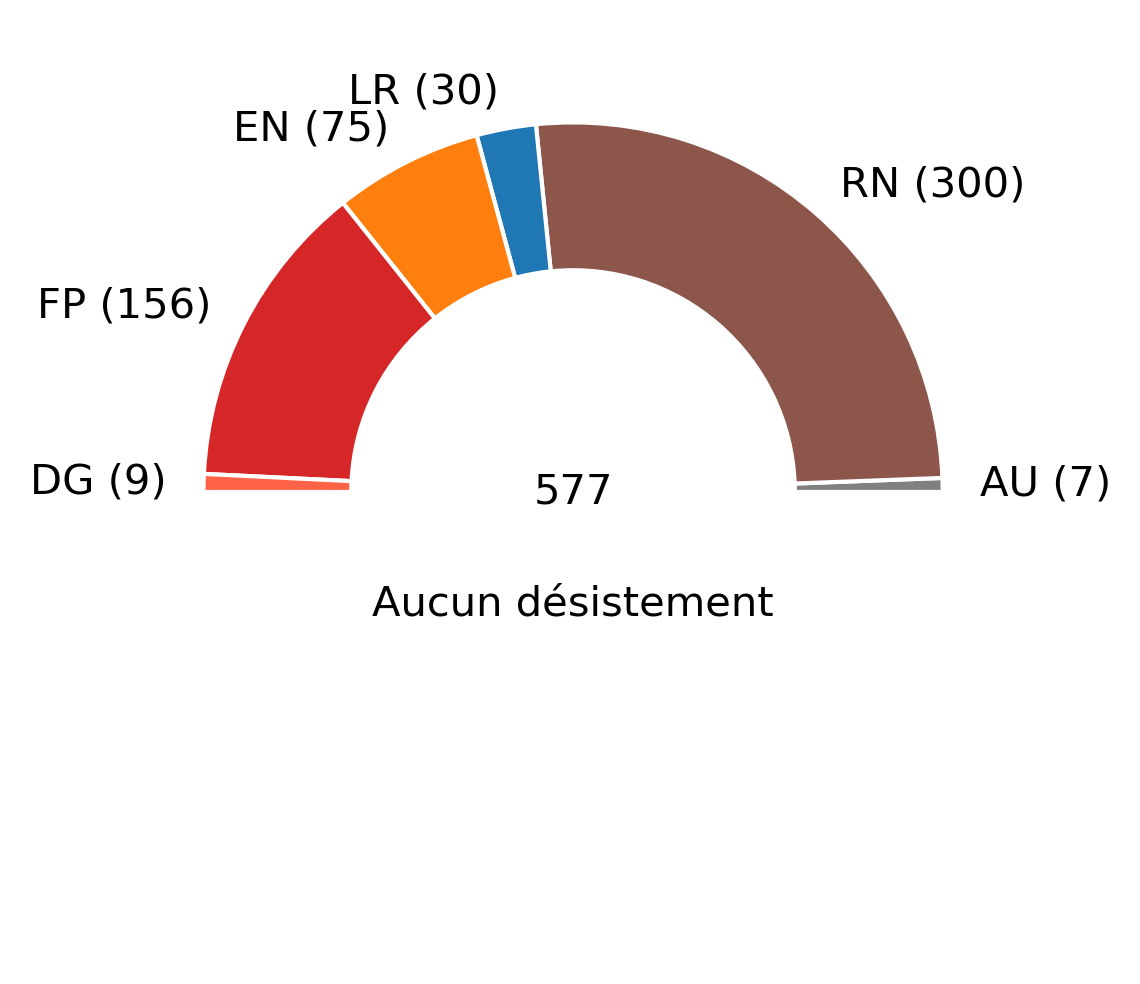 LR (30)
EN (75)
RN (300)
FP (156)
DG (9)
577
AU (7)
Aucun désistement